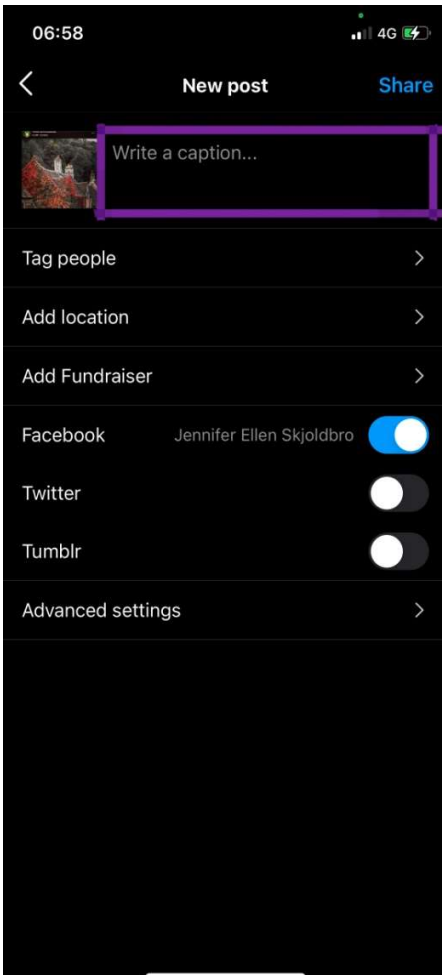 06:58
4G
New post
Share
Write a caption...
Tag people
Add location
Add Fundraiser
Facebook
Jennifer Ellen Skjoldbro
Twitter
Tumblr
Advanced settings